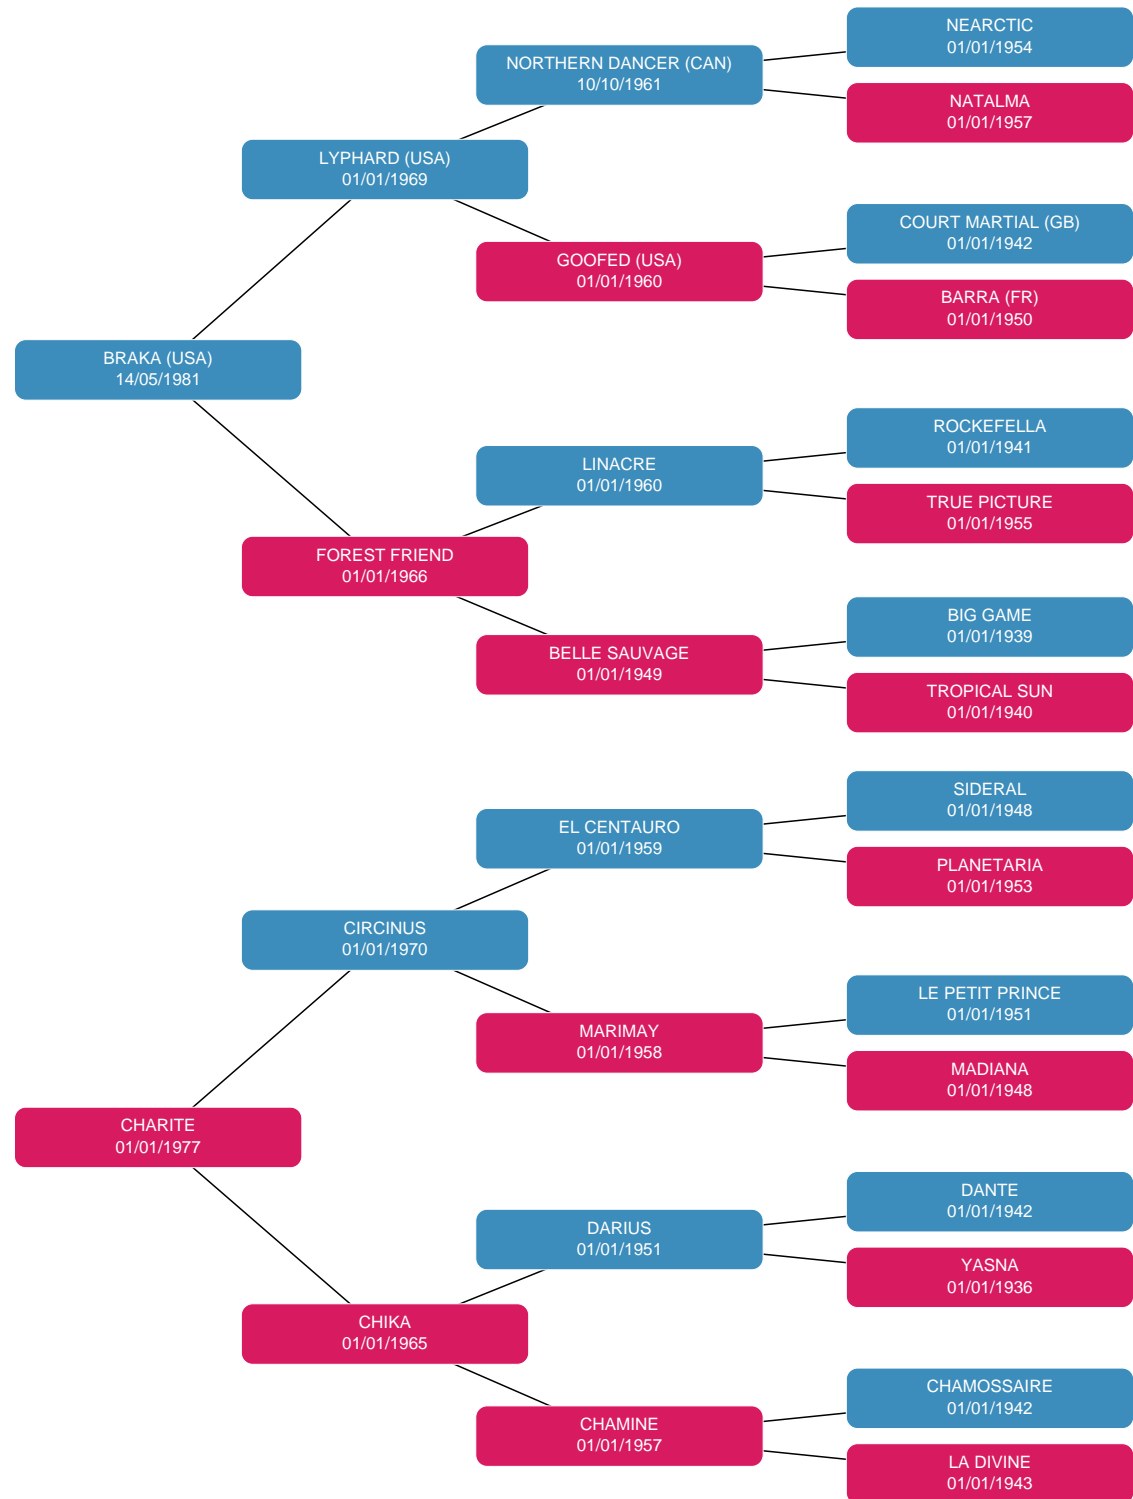 NEARCTIC
01/01/1954
NORTHERN DANCER (CAN)
10/10/1961
NATALMA
01/01/1957
LYPHARD (USA)
01/01/1969
COURT MARTIAL (GB)
01/01/1942
GOOFED (USA)
01/01/1960
BARRA (FR)
01/01/1950
BRAKA (USA)
14/05/1981
ROCKEFELLA
01/01/1941
LINACRE
01/01/1960
TRUE PICTURE
01/01/1955
FOREST FRIEND
01/01/1966
BIG GAME
01/01/1939
BELLE SAUVAGE
01/01/1949
TROPICAL SUN
01/01/1940
SIDERAL
01/01/1948
EL CENTAURO
01/01/1959
PLANETARIA
01/01/1953
CIRCINUS
01/01/1970
LE PETIT PRINCE
01/01/1951
MARIMAY
01/01/1958
MADIANA
01/01/1948
CHARITE
01/01/1977
DANTE
01/01/1942
DARIUS
01/01/1951
YASNA
01/01/1936
CHIKA
01/01/1965
CHAMOSSAIRE
01/01/1942
CHAMINE
01/01/1957
LA DIVINE
01/01/1943